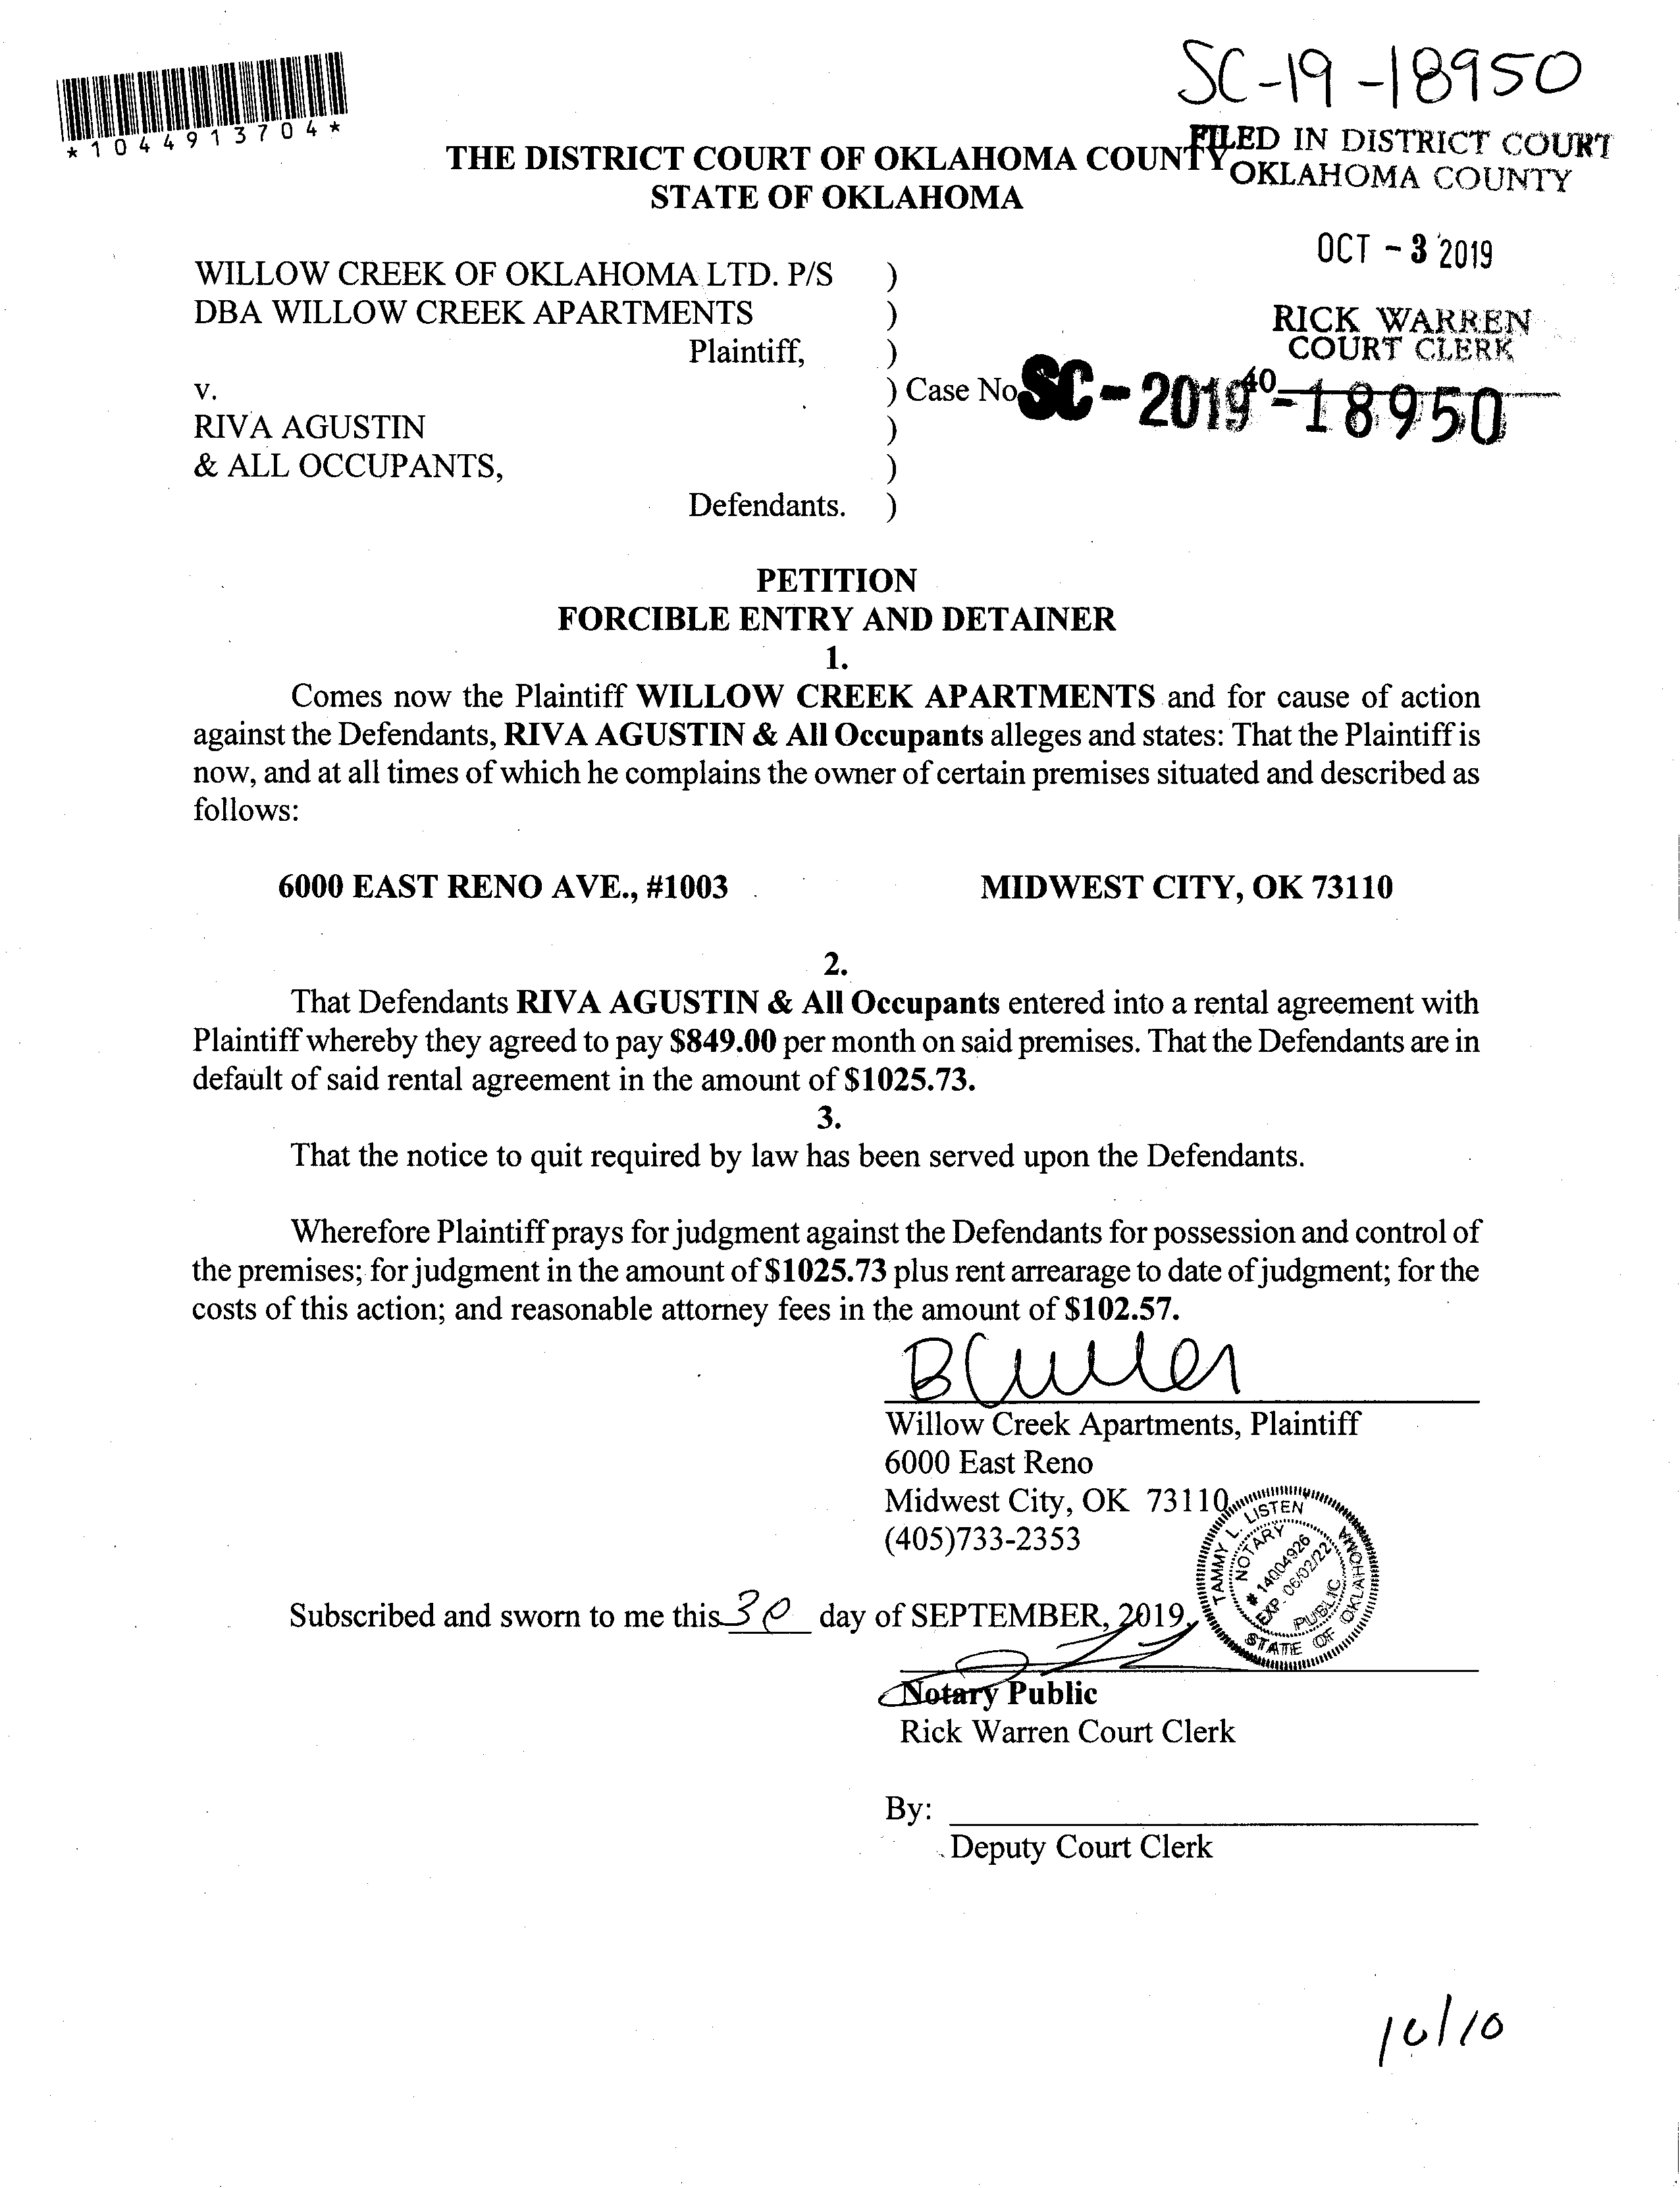 SC-19-18950
*1044913704*
FILED IN DISTRICT COURT
OKLAHOMA COUNTY
THE DISTRICT COURT OF OKLAHOMA COUNTY
STATE OF OKLAHOMA
OCT - 3 2019
RICK WARREN
COURT CLERK
40
WILLOW CREEK OF OKLAHOMA LTD. P/S )
DBA WILLOW CREEK APARTMENTS )
Plaintiff, )
v. ) Case No. SC - 2019 - 18950
RIVA AGUSTIN )
& ALL OCCUPANTS, )
Defendants. )
PETITION
FORCIBLE ENTRY AND DETAINER
1.
Comes now the Plaintiff WILLOW CREEK APARTMENTS and for cause of action
against the Defendants, RIVA AGUSTIN & All Occupants alleges and states: That the Plaintiff is
now, and at all times of which he complains the owner of certain premises situated and described as
follows:
6000 EAST RENO AVE., #1003 MIDWEST CITY, OK 73110
2.
That Defendants RIVA AGUSTIN & All Occupants entered into a rental agreement with
Plaintiff whereby they agreed to pay $849.00 per month on said premises. That the Defendants are in
default of said rental agreement in the amount of $1025.73.
3.
That the notice to quit required by law has been served upon the Defendants.
Wherefore Plaintiff prays for judgment against the Defendants for possession and control of
the premises; for judgment in the amount of $1025.73 plus rent arrearage to date of judgment; for the
costs of this action; and reasonable attorney fees in the amount of $102.57.
Willow Creek Apartments, Plaintiff
6000 East Reno
Midwest City, OK 73110
(405)733-2353
TAMMY L. LISTEN
NOTARY
# 14004926
EXP. 06/02/22
PUBLIC
STATE OF OKLAHOMA
Subscribed and sworn to me this 30 day of SEPTEMBER, 2019.
Notary Public
Rick Warren Court Clerk
By:
Deputy Court Clerk
10/10